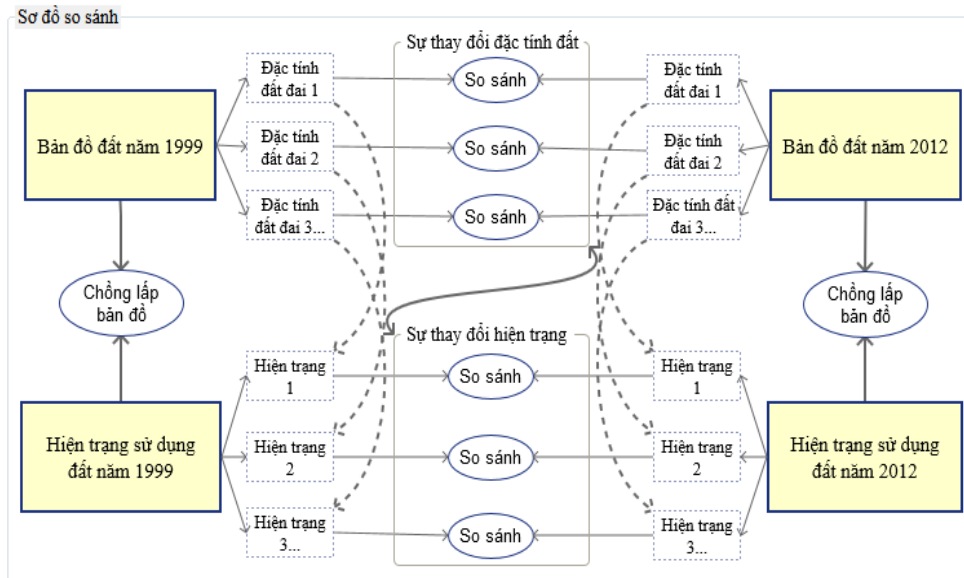 Sơ đồ so sánh
Sự thay đổi đặc tính đất
Bản đồ đất năm 1999
Đặc tính
đất đai 1
Đặc tính
đất đai 2
Đặc tính
đất đai 3...
So sánh
So sánh
So sánh
Đặc tính
đất đai 1
Đặc tính
đất đai 2
Đặc tính đất
đai 3...
Bản đồ đất năm 2012
Chồng lấp
bản đồ
Chồng lấp
bản đồ
Sự thay đổi hiện trạng
Hiện trạng sử dụng
đất năm 1999
Hiện trạng
1
Hiện trạng
2
Hiện trạng
3...
So sánh
So sánh
So sánh
Hiện trạng
1
Hiện trạng
2
Hiện trạng
3...
Hiện trạng sử dụng
đất năm 2012